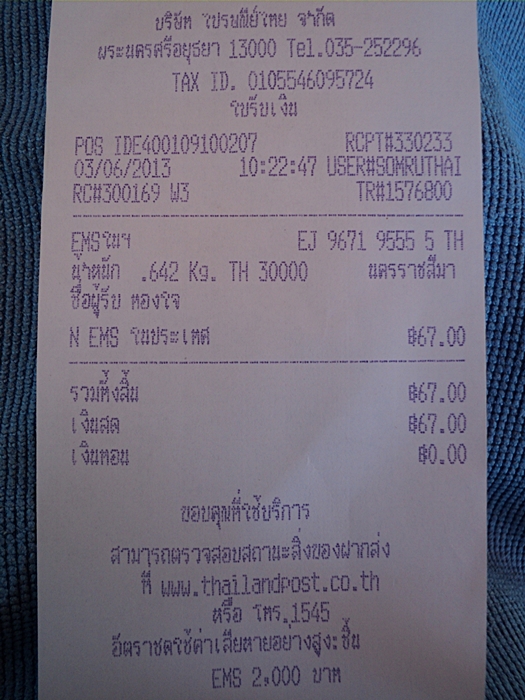 บริษัท ไปรษณีย์ไทย จำกัด
พระนครศรีอยุธยา 13000 Tel.035-252296
TAX ID. 0105546095724
ใบรับเงิน
POS IDE400109100207 RCPT#330233
03/06/2013 10:22:47 USER#SOMRUTHAI
RC#300169 W3 TR#1576800
EMSในฯ EJ 9671 9555 5 TH
น้ำหนัก .642 Kg. TH 30000 นครราชสีมา
ชื่อผู้รับ ทองใจ
N EMS ในประเทศ ฿67.00
รวมทั้งสิ้น ฿67.00
เงินสด ฿67.00
เงินทอน ฿0.00
ขอบคุณที่ใช้บริการ
สามารถตรวจสอบสถานะสิ่งของฝากส่ง
ที่ www.thailandpost.co.th
หรือ โทร.1545
อัตราชดใช้ค่าเสียหายอย่างสูง:ชิ้น
EMS 2,000 บาท